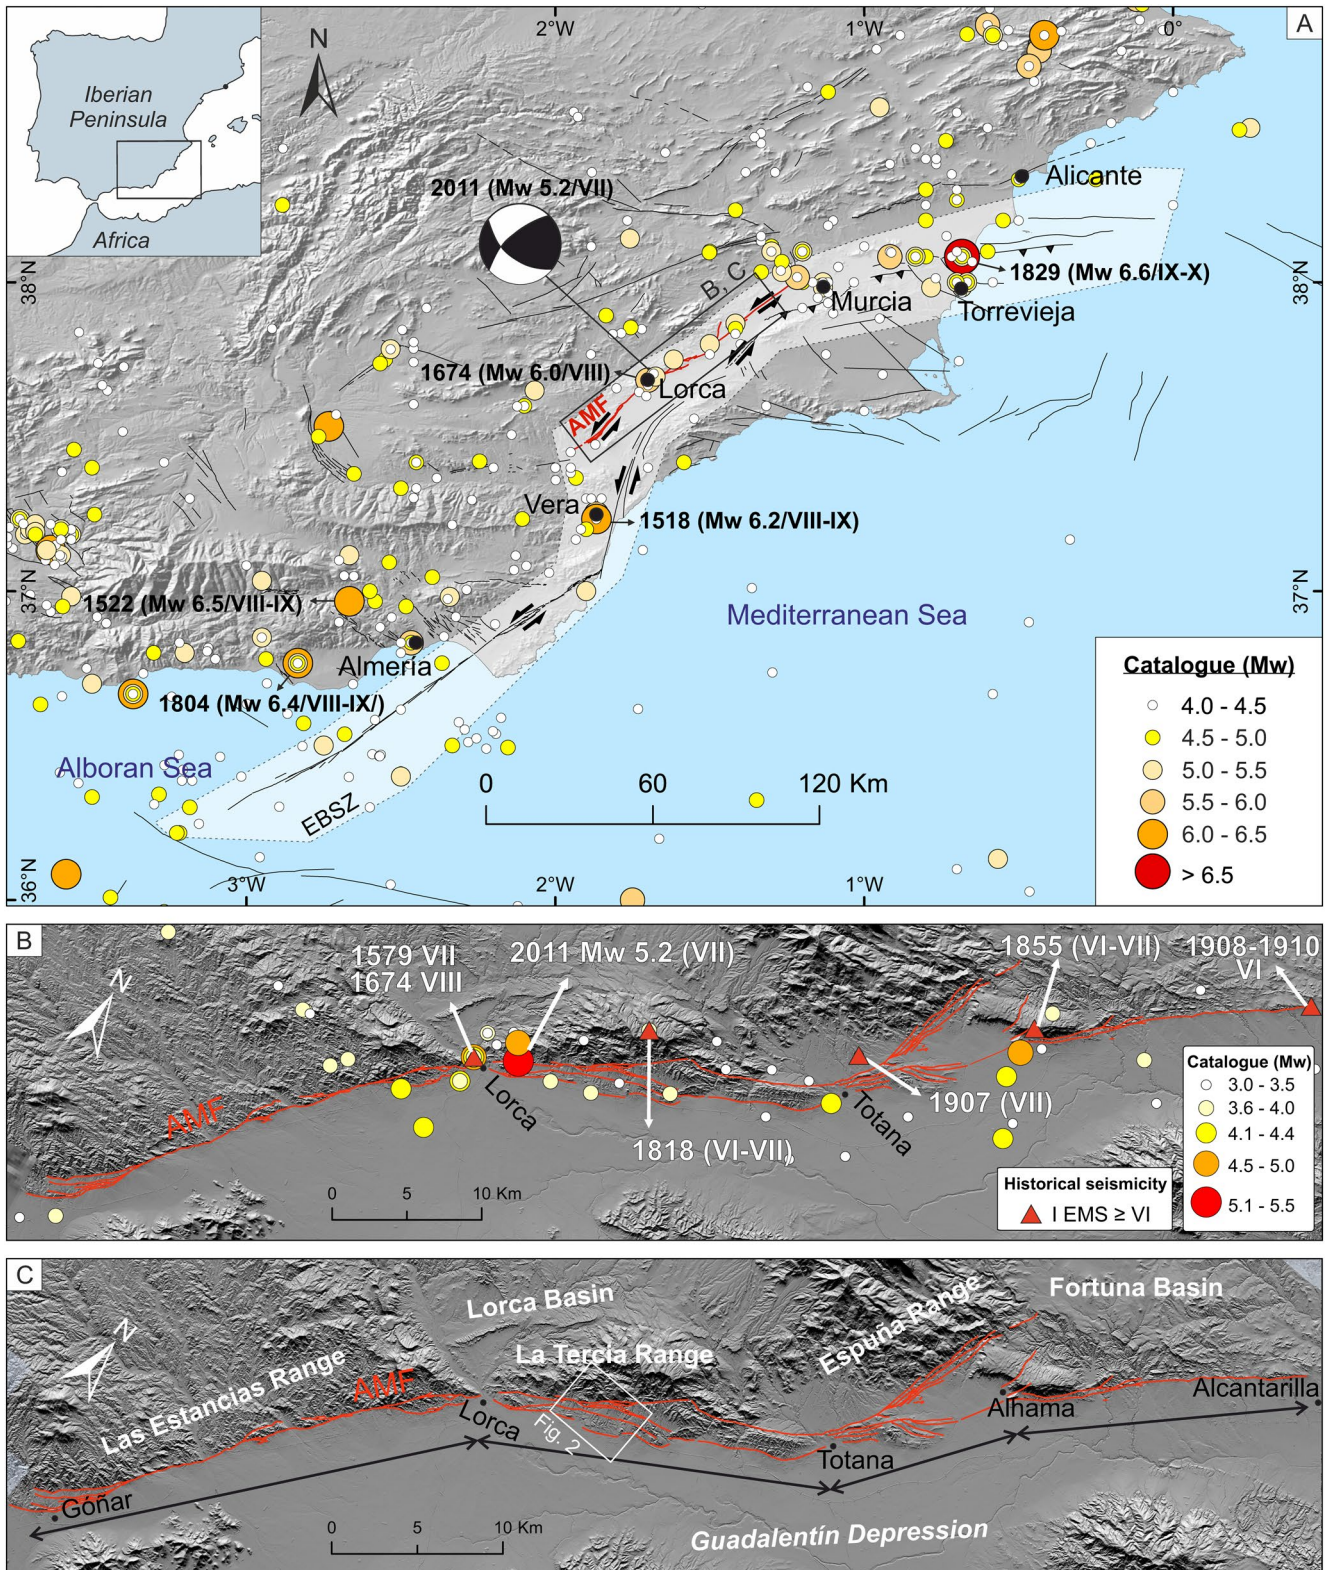 A
2°W
1°W
0°
N
Iberian
Peninsula
Africa
2011 (Mw 5.2/VII)
Alicante
38°N
B, C
1829 (Mw 6.6/IX-X)
38°N
Murcia
Torrevieja
1674 (Mw 6.0/VIII)
Lorca
AMF
Vera
1518 (Mw 6.2/VIII-IX)
37°N
37°N
1522 (Mw 6.5/VIII-IX)
Mediterranean Sea
Almería
1804 (Mw 6.4/VIII-IX/)
Alboran Sea
EBSZ
0 60 120 Km
36°N
3°W
2°W
1°W
Catalogue (Mw)
4.0 - 4.5
4.5 - 5.0
5.0 - 5.5
5.5 - 6.0
6.0 - 6.5
> 6.5
B
1579 VII
1674 VIII
2011 Mw 5.2 (VII)
1855 (VI-VII)
1908-1910
VI
N
AMF
Lorca
Totana
1907 (VII)
1818 (VI-VII)
0 5 10 Km
Historical seismicity
I EMS ≥ VI
Catalogue (Mw)
3.0 - 3.5
3.6 - 4.0
4.1 - 4.4
4.5 - 5.0
5.1 - 5.5
C
N
Lorca Basin
Fortuna Basin
Espuña Range
La Tercia Range
Las Estancias Range
AMF
Alcantarilla
Lorca
Alhama
Fig. 2
Totana
Góñar
0 5 10 Km
Guadalentín Depression